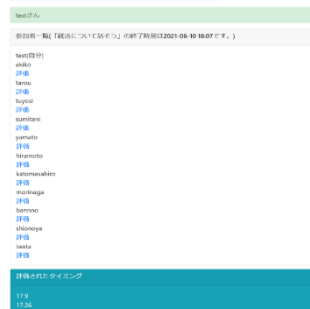 testさん
参加者一覧(「就活について話そう」の終了時刻は2021-06-10 18:07です。)
test(自分)
akiko
評価
tarou
評価
tuyosi
評価
sumitani
評価
yamato
評価
hiramoto
評価
katomasahiro
評価
morinaga
評価
bannno
評価
shionoya
評価
iwata
評価
評価されたタイミング
17:9
17:36